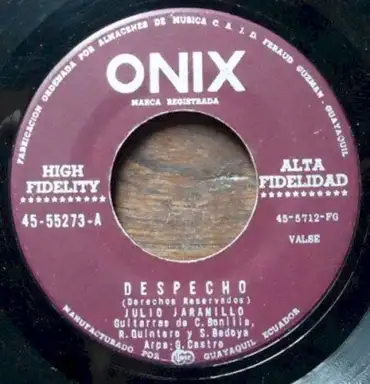 FABRICACION ORDENADA POR ALMACENES DE MUSICA C. A. J. D. FERAUD GUZMAN GUAYAQUIL
ONIX
MARCA REGISTRADA
HIGH
FIDELITY
**********
45-55273-A
ALTA
FIDELIDAD
**********
45-5712-FG
VALSE
DESPECHO
(Derechos Reservados)
JULIO JARAMILLO
Guitarras de C. Bonilla,
R. Quintero y S. Bedoya
Arpa: G. Castro
MANUFACTURADO POR
GUAYAQUIL ECUADOR